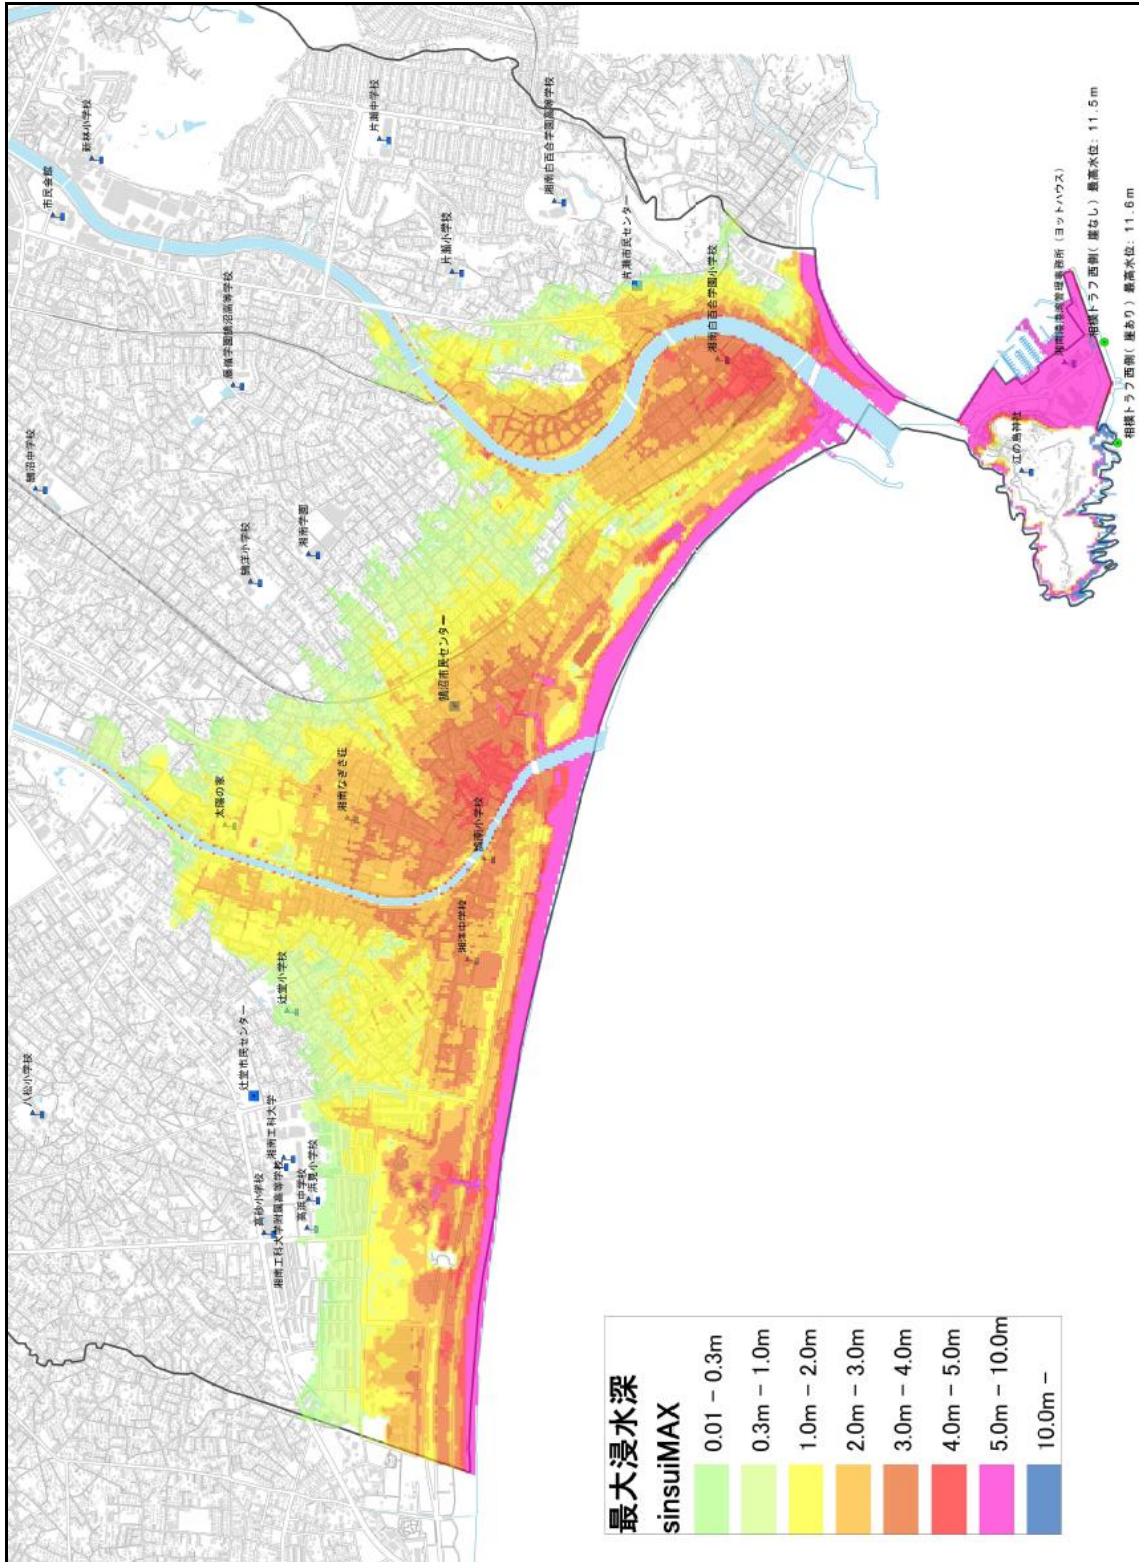 市民会館
新林小学校
片瀬中学校
湘南白百合学園高等学校
片瀬小学校
片瀬市民センター
湘南白百合学園小学校
藤嶺学園鵠沼高等学校
鵠沼中学校
鵠洋小学校
湘南学園
鵠沼市民センター
太陽の家
湘南なぎさ荘
鵠南小学校
湘洋中学校
辻堂小学校
辻堂市民センター
八松小学校
湘南工科大学
湘南工科大学附属高等学校
高砂小学校
高浜中学校
浜見小学校
江の島神社
湘南港港湾管理事務所(ヨットハウス)
相模トラフ西側(崖なし)最高水位:11.5m
相模トラフ西側(崖あり)最高水位:11.6m
最大浸水深
sinsuiMAX
0.01 - 0.3m
0.3m - 1.0m
1.0m - 2.0m
2.0m - 3.0m
3.0m - 4.0m
4.0m - 5.0m
5.0m - 10.0m
10.0m -